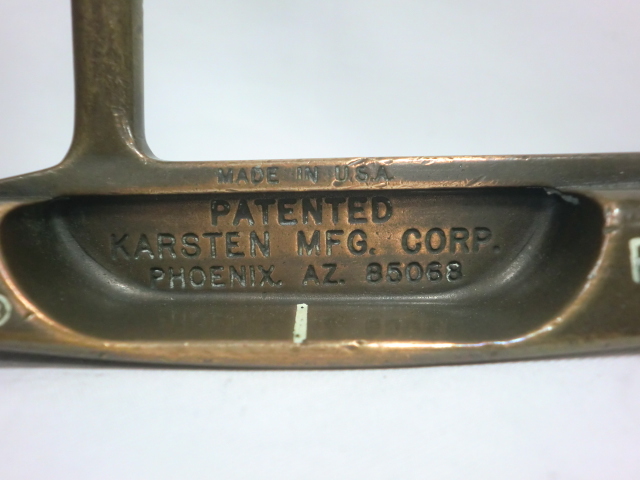 MADE IN U.S.A.
PATENTED
KARSTEN MFG. CORP.
PHOENIX. AZ. 85068